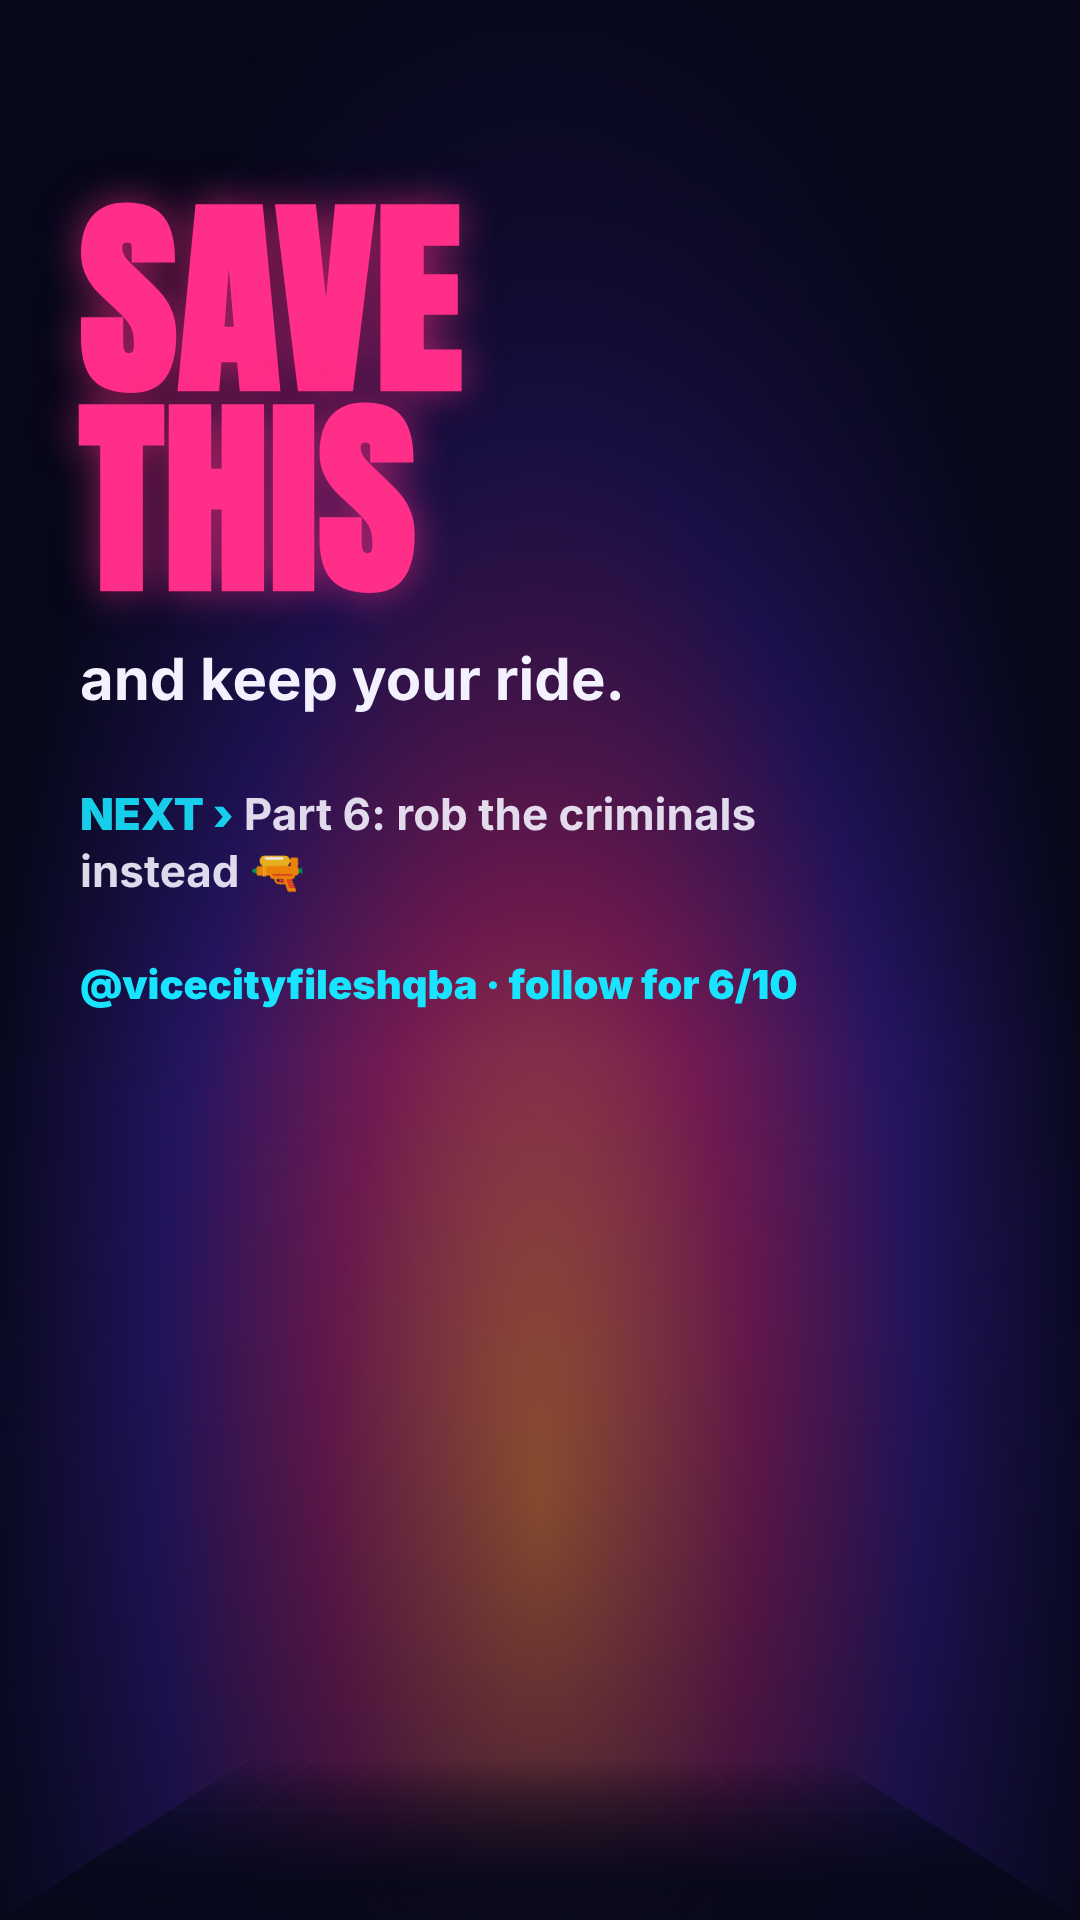 SAVE
THIS
and keep your ride.
NEXT › Part 6: rob the criminals
instead 🔫
@vicecityfileshqba · follow for 6/10